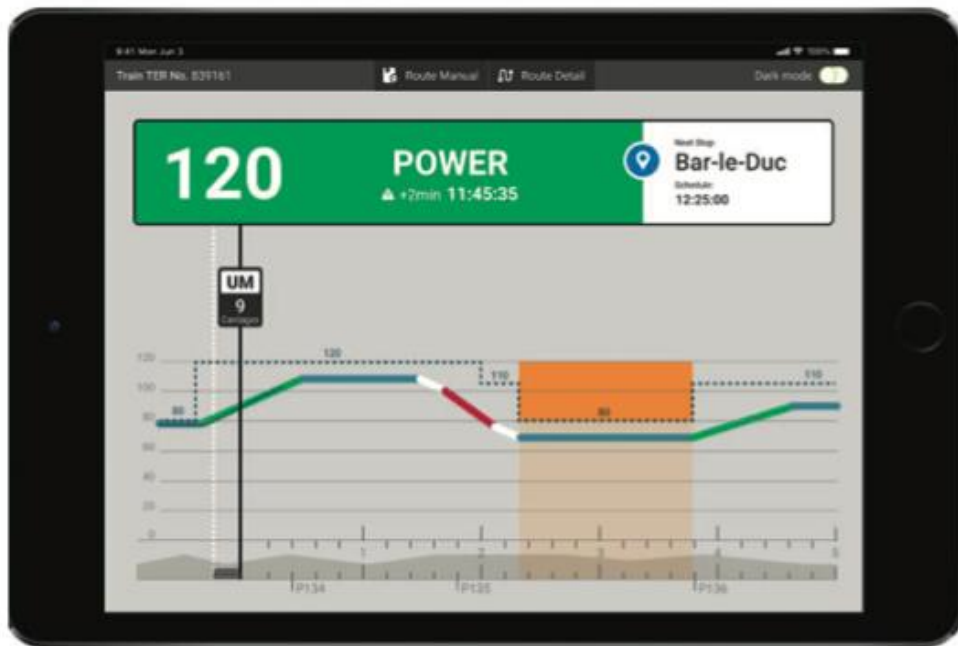 9:41 Mon Jun 3
100%
Train TER No. 839161
Route Manual
Route Detail
Dark mode
120
POWER
+2min 11:45:35
Next Stop:
Bar-le-Duc
Schedule:
12:25:00
UM
9
Carriages
120
100
80
60
40
20
0
80
120
110
80
110
1
2
3
4
5
P134
P135
P136